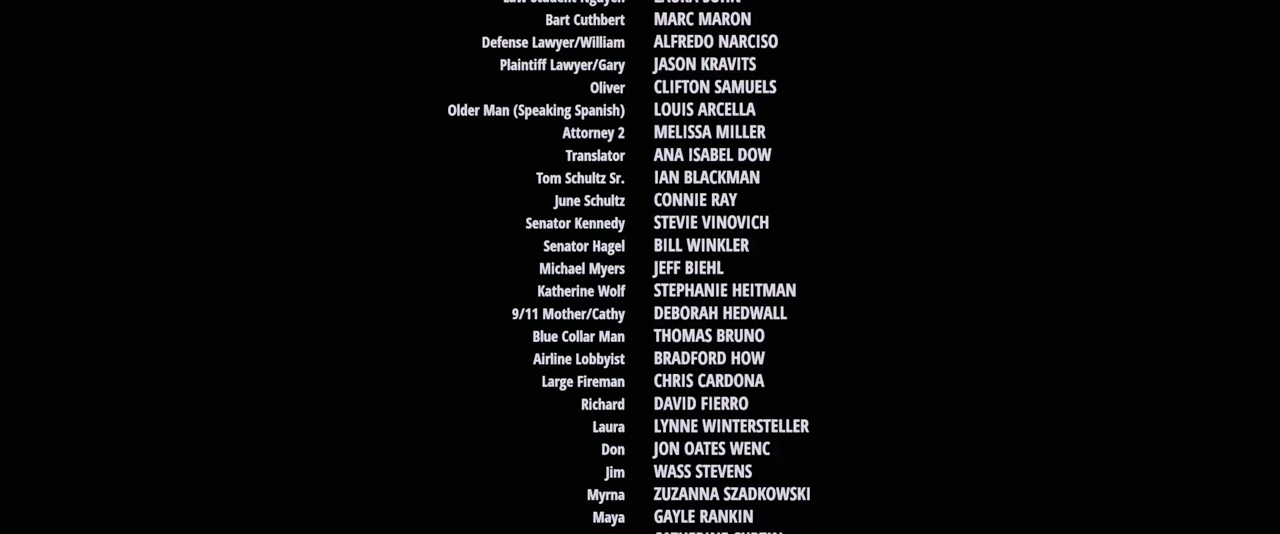 Bart Cuthbert MARC MARON
Defense Lawyer/William ALFREDO NARCISO
Plaintiff Lawyer/Gary JASON KRAVITS
Oliver CLIFTON SAMUELS
Older Man (Speaking Spanish) LOUIS ARCELLA
Attorney 2 MELISSA MILLER
Translator ANA ISABEL DOW
Tom Schultz Sr. IAN BLACKMAN
June Schultz CONNIE RAY
Senator Kennedy STEVIE VINOVICH
Senator Hagel BILL WINKLER
Michael Myers JEFF BIEHL
Katherine Wolf STEPHANIE HEITMAN
9/11 Mother/Cathy DEBORAH HEDWALL
Blue Collar Man THOMAS BRUNO
Airline Lobbyist BRADFORD HOW
Large Fireman CHRIS CARDONA
Richard DAVID FIERRO
Laura LYNNE WINTERSTELLER
Don JON OATES WENC
Jim WASS STEVENS
Myrna ZUZANNA SZADKOWSKI
Maya GAYLE RANKIN